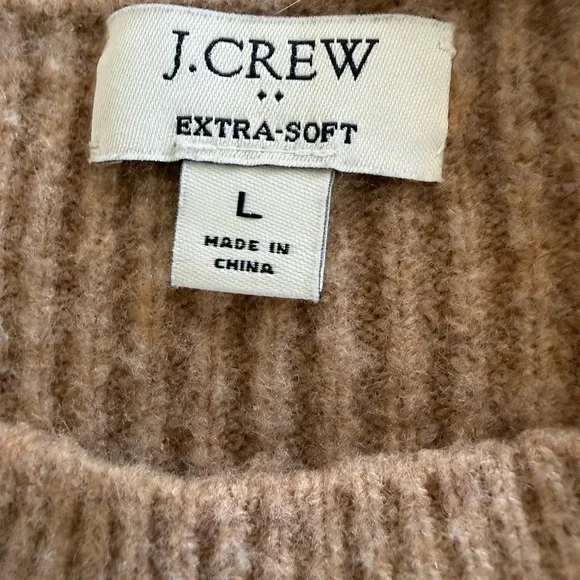 J.CREW
EXTRA-SOFT
L
MADE IN
CHINA